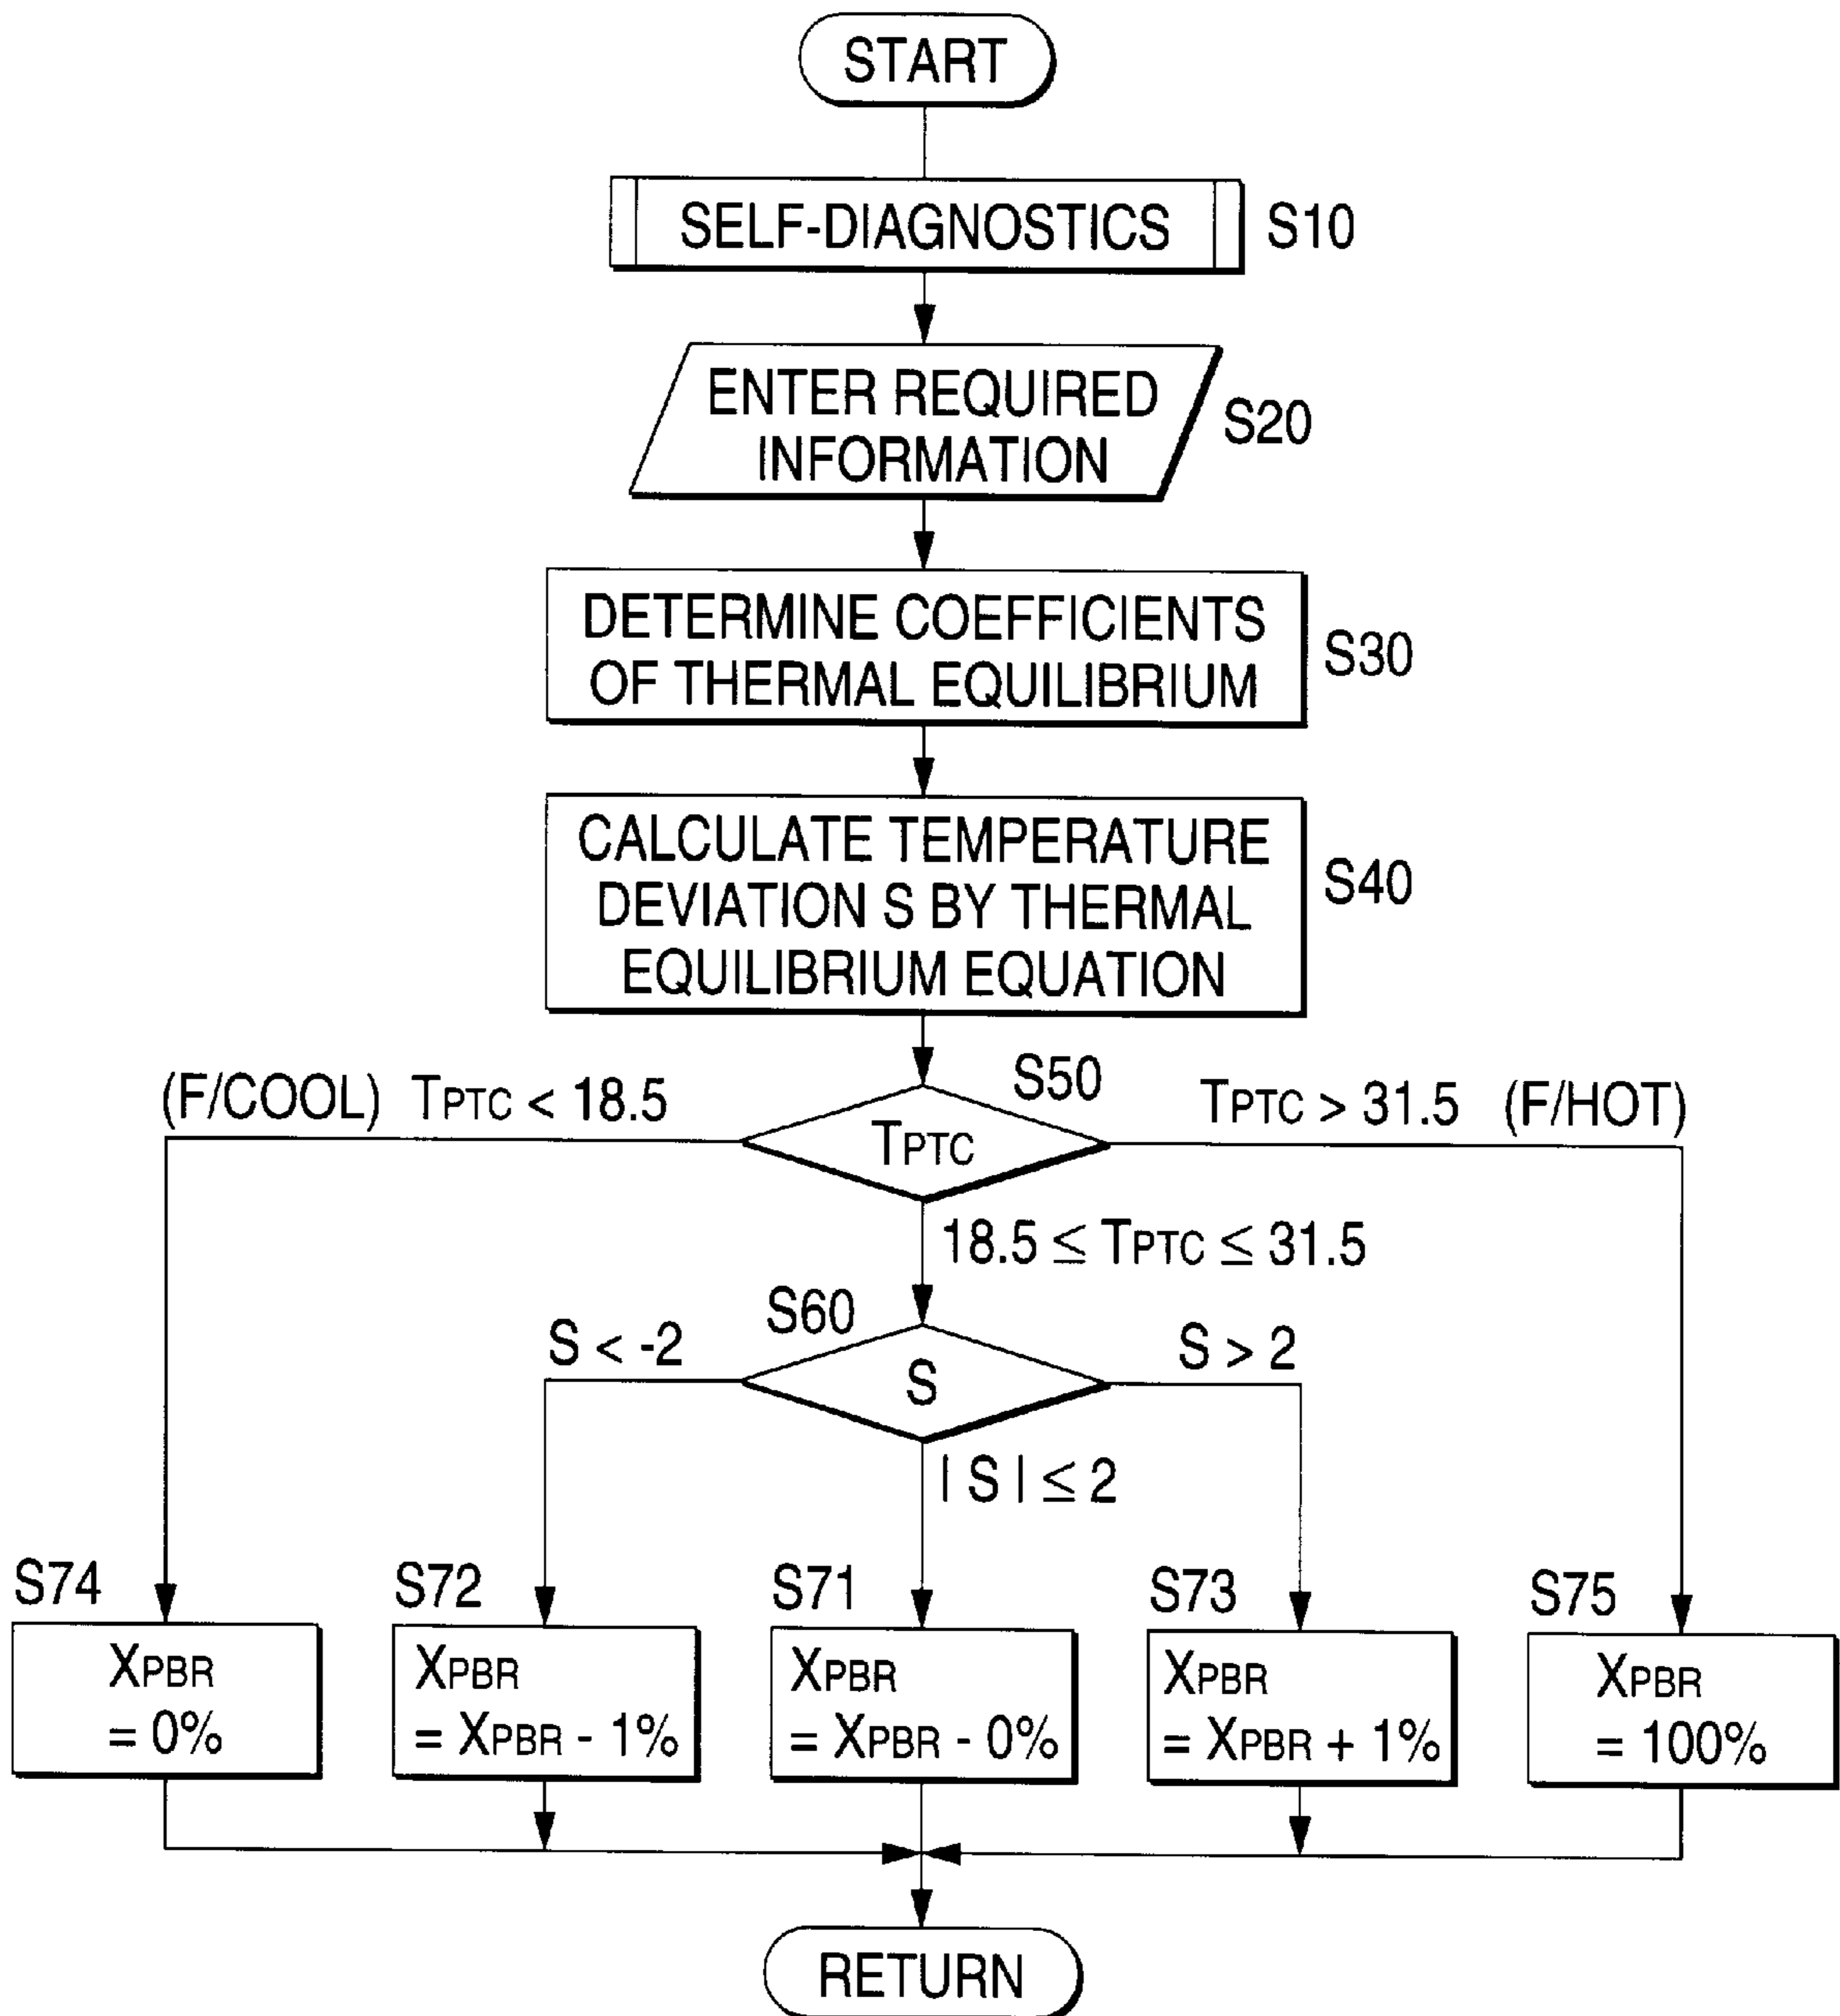 START
SELF-DIAGNOSTICS
S10
ENTER REQUIRED
INFORMATION
S20
DETERMINE COEFFICIENTS
OF THERMAL EQUILIBRIUM
S30
CALCULATE TEMPERATURE
DEVIATION S BY THERMAL
EQUILIBRIUM EQUATION
S40
S50
(F/COOL) TPTC < 18.5
TPTC
TPTC > 31.5 (F/HOT)
18.5 ≤ TPTC ≤ 31.5
S60
S < -2
S
S > 2
| S | ≤ 2
S74
XPBR
= 0%
S72
XPBR
= XPBR - 1%
S71
XPBR
= XPBR - 0%
S73
XPBR
= XPBR + 1%
S75
XPBR
= 100%
RETURN